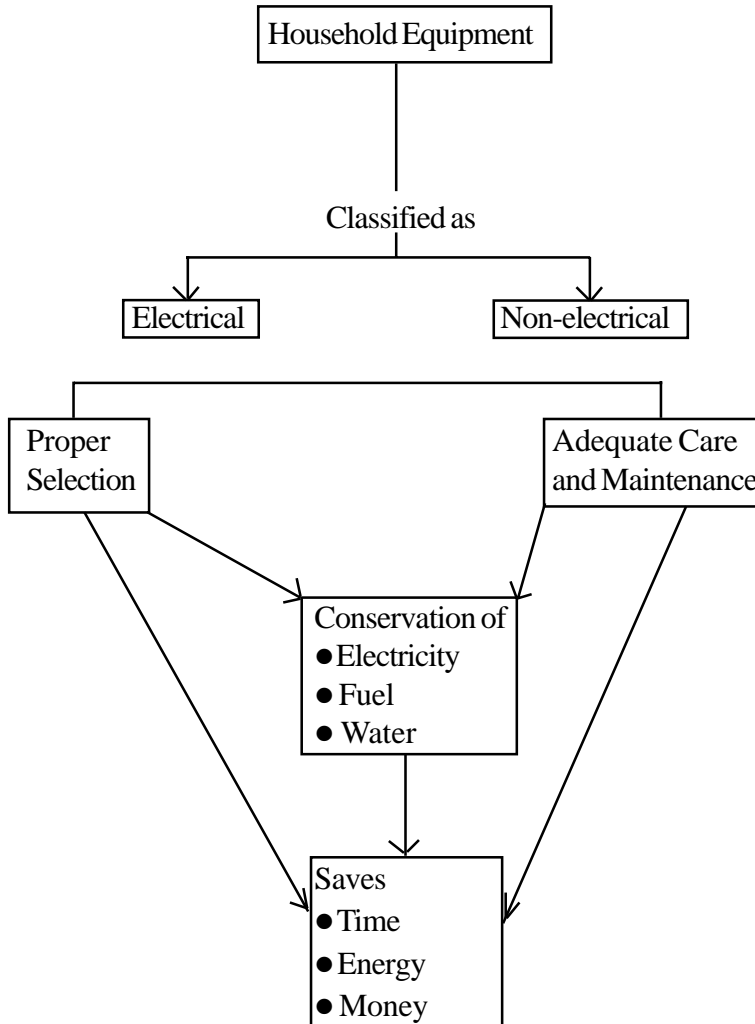 Household Equipment
Classified as
Electrical
Non-electrical
Proper
Selection
Adequate Care
and Maintenance
Conservation of
● Electricity
● Fuel
● Water
Saves
● Time
● Energy
● Money